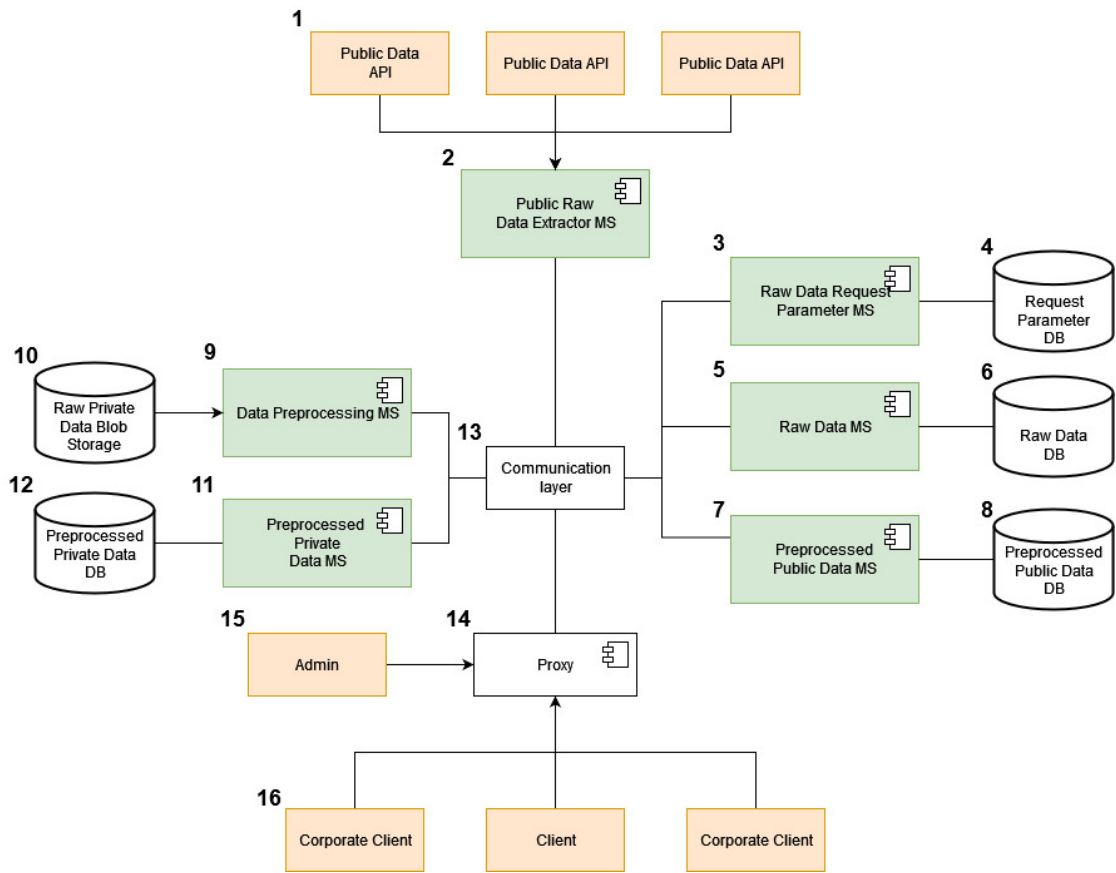 1
Public Data
API
Public Data API
Public Data API
2
Public Raw
Data Extractor MS
3
Raw Data Request
Parameter MS
4
Request
Parameter
DB
10
Raw Private
Data Blob
Storage
9
Data Preprocessing MS
5
Raw Data MS
6
Raw Data
DB
13
Communication
layer
12
Preprocessed
Private Data
DB
11
Preprocessed
Private
Data MS
7
Preprocessed
Public Data MS
8
Preprocessed
Public Data
DB
15
Admin
14
Proxy
16
Corporate Client
Client
Corporate Client